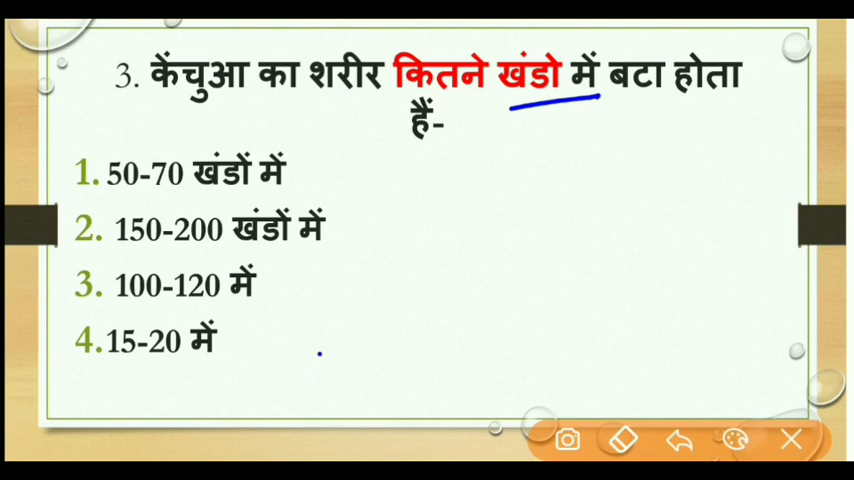 3. केंचुआ का शरीर कितने खंडो में बटा होता
हैं-
1. 50-70 खंडों में
2. 150-200 खंडों में
3. 100-120 में
4.15-20 में